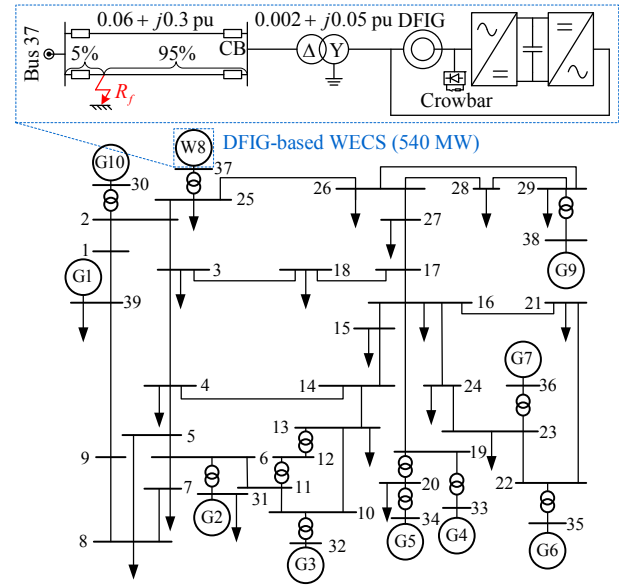 0.06 + j0.3 pu
0.002 + j0.05 pu
DFIG
Bus 37
CB
5%
95%
Δ
Y
R_f
Crowbar
DFIG-based WECS (540 MW)
G10
W8
30
37
25
26
28
29
2
27
38
1
G1
39
3
18
17
G9
16
21
15
G7
4
14
24
36
13
5
23
9
6
12
19
7
31
11
20
22
G2
10
33
34
35
8
G3
32
G5
G4
G6